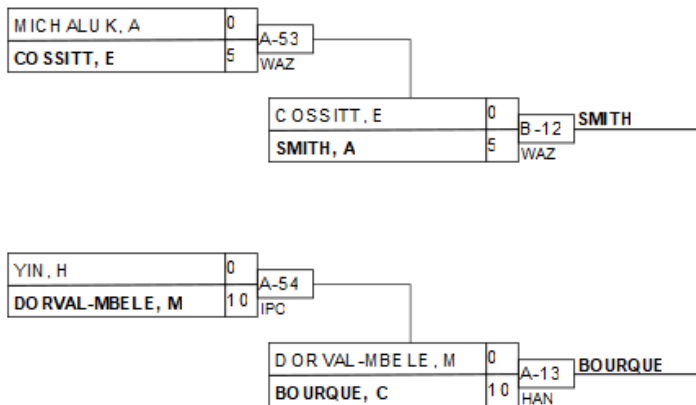 MICHALUK, A 0
A-53
COSSITT, E 5
WAZ
COSSITT, E 0
SMITH
B-12
SMITH, A 5
WAZ
YIN, H 0
A-54
DORVAL-MBELE, M 10
IPO
DORVAL-MBELE, M 0
BOURQUE
A-13
BOURQUE, C 10
HAN